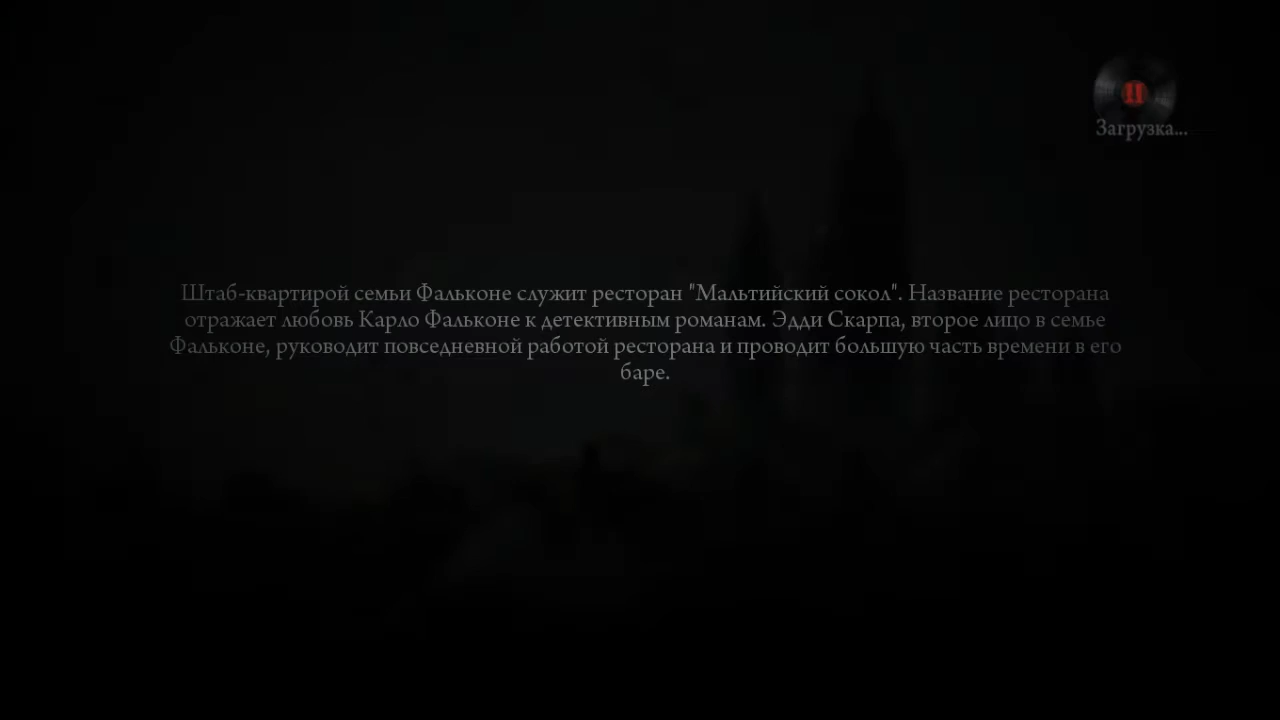 II
Загрузка...
Штаб-квартирой семьи Фальконе служит ресторан "Мальтийский сокол". Название ресторана
отражает любовь Карло Фальконе к детективным романам. Эдди Скарпа, второе лицо в семье
Фальконе, руководит повседневной работой ресторана и проводит большую часть времени в его
баре.